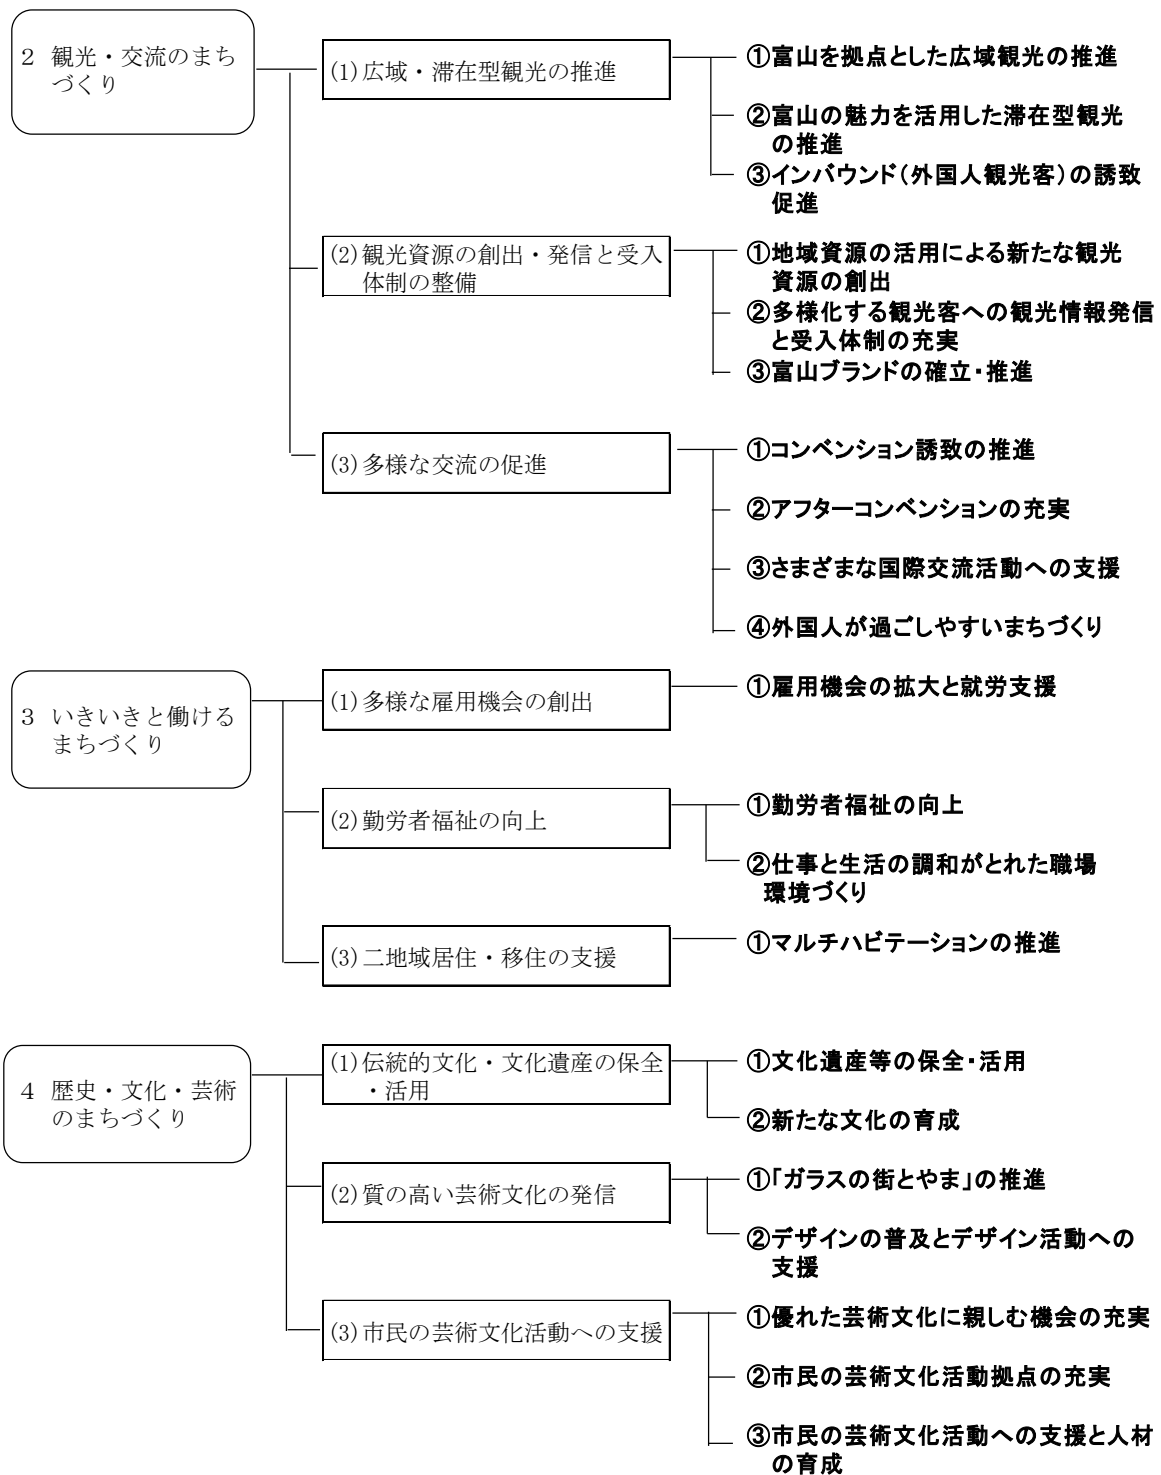 2 観光・交流のまち
づくり
(1)広域・滞在型観光の推進
①富山を拠点とした広域観光の推進
②富山の魅力を活用した滞在型観光
の推進
③インバウンド(外国人観光客)の誘致
促進
(2)観光資源の創出・発信と受入
体制の整備
①地域資源の活用による新たな観光
資源の創出
②多様化する観光客への観光情報発信
と受入体制の充実
③富山ブランドの確立・推進
(3)多様な交流の促進
①コンベンション誘致の推進
②アフターコンベンションの充実
③さまざまな国際交流活動への支援
④外国人が過ごしやすいまちづくり
3 いきいきと働ける
まちづくり
(1)多様な雇用機会の創出
①雇用機会の拡大と就労支援
(2)勤労者福祉の向上
①勤労者福祉の向上
②仕事と生活の調和がとれた職場
環境づくり
(3)二地域居住・移住の支援
①マルチハビテーションの推進
4 歴史・文化・芸術
のまちづくり
(1)伝統的文化・文化遺産の保全
・活用
①文化遺産等の保全・活用
②新たな文化の育成
(2)質の高い芸術文化の発信
①「ガラスの街とやま」の推進
②デザインの普及とデザイン活動への
支援
(3)市民の芸術文化活動への支援
①優れた芸術文化に親しむ機会の充実
②市民の芸術文化活動拠点の充実
③市民の芸術文化活動への支援と人材
の育成